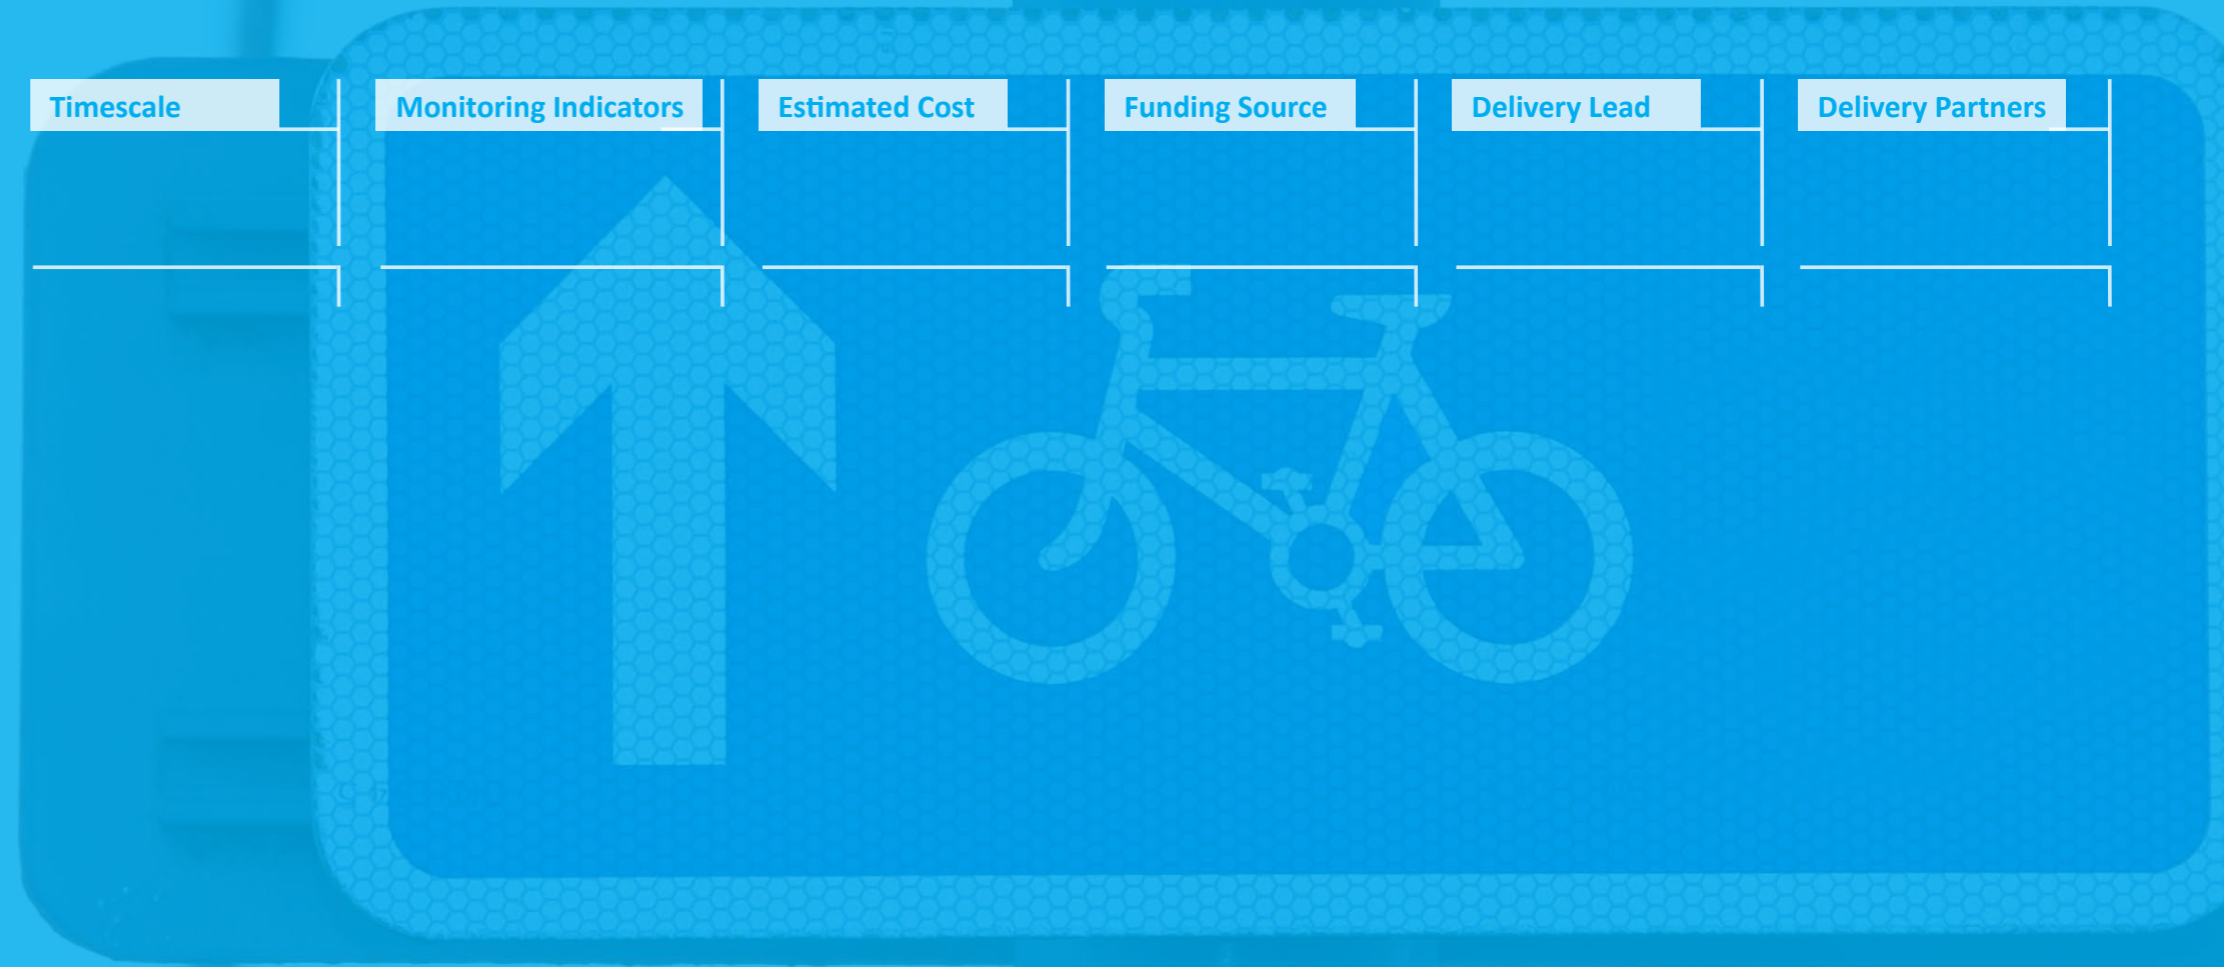 Timescale
Monitoring Indicators
Estimated Cost
Funding Source
Delivery Lead
Delivery Partners